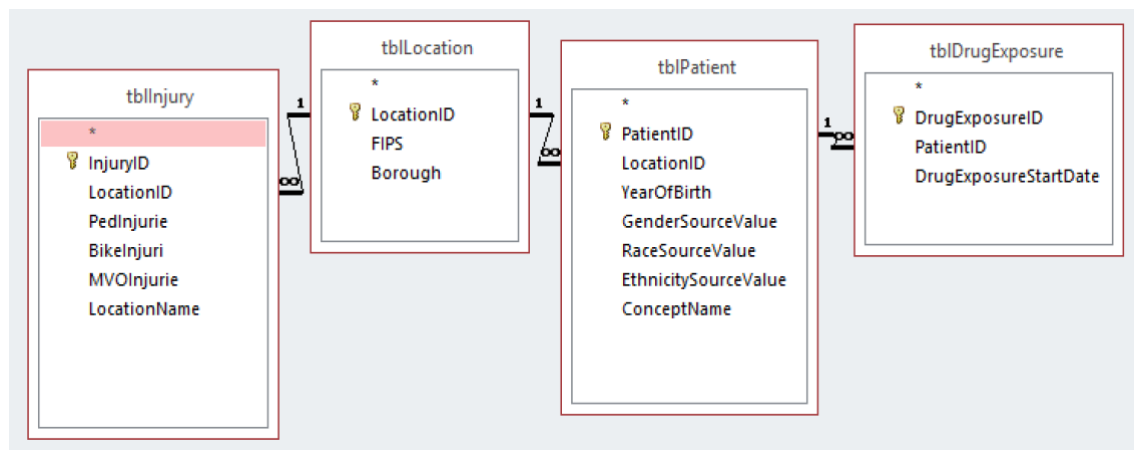 tblInjury
*
InjuryID
LocationID
PedInjurie
BikeInjuri
MVOInjurie
LocationName
1
∞
tblLocation
*
LocationID
FIPS
Borough
1
∞
tblPatient
*
PatientID
LocationID
YearOfBirth
GenderSourceValue
RaceSourceValue
EthnicitySourceValue
ConceptName
1
∞
tblDrugExposure
*
DrugExposureID
PatientID
DrugExposureStartDate